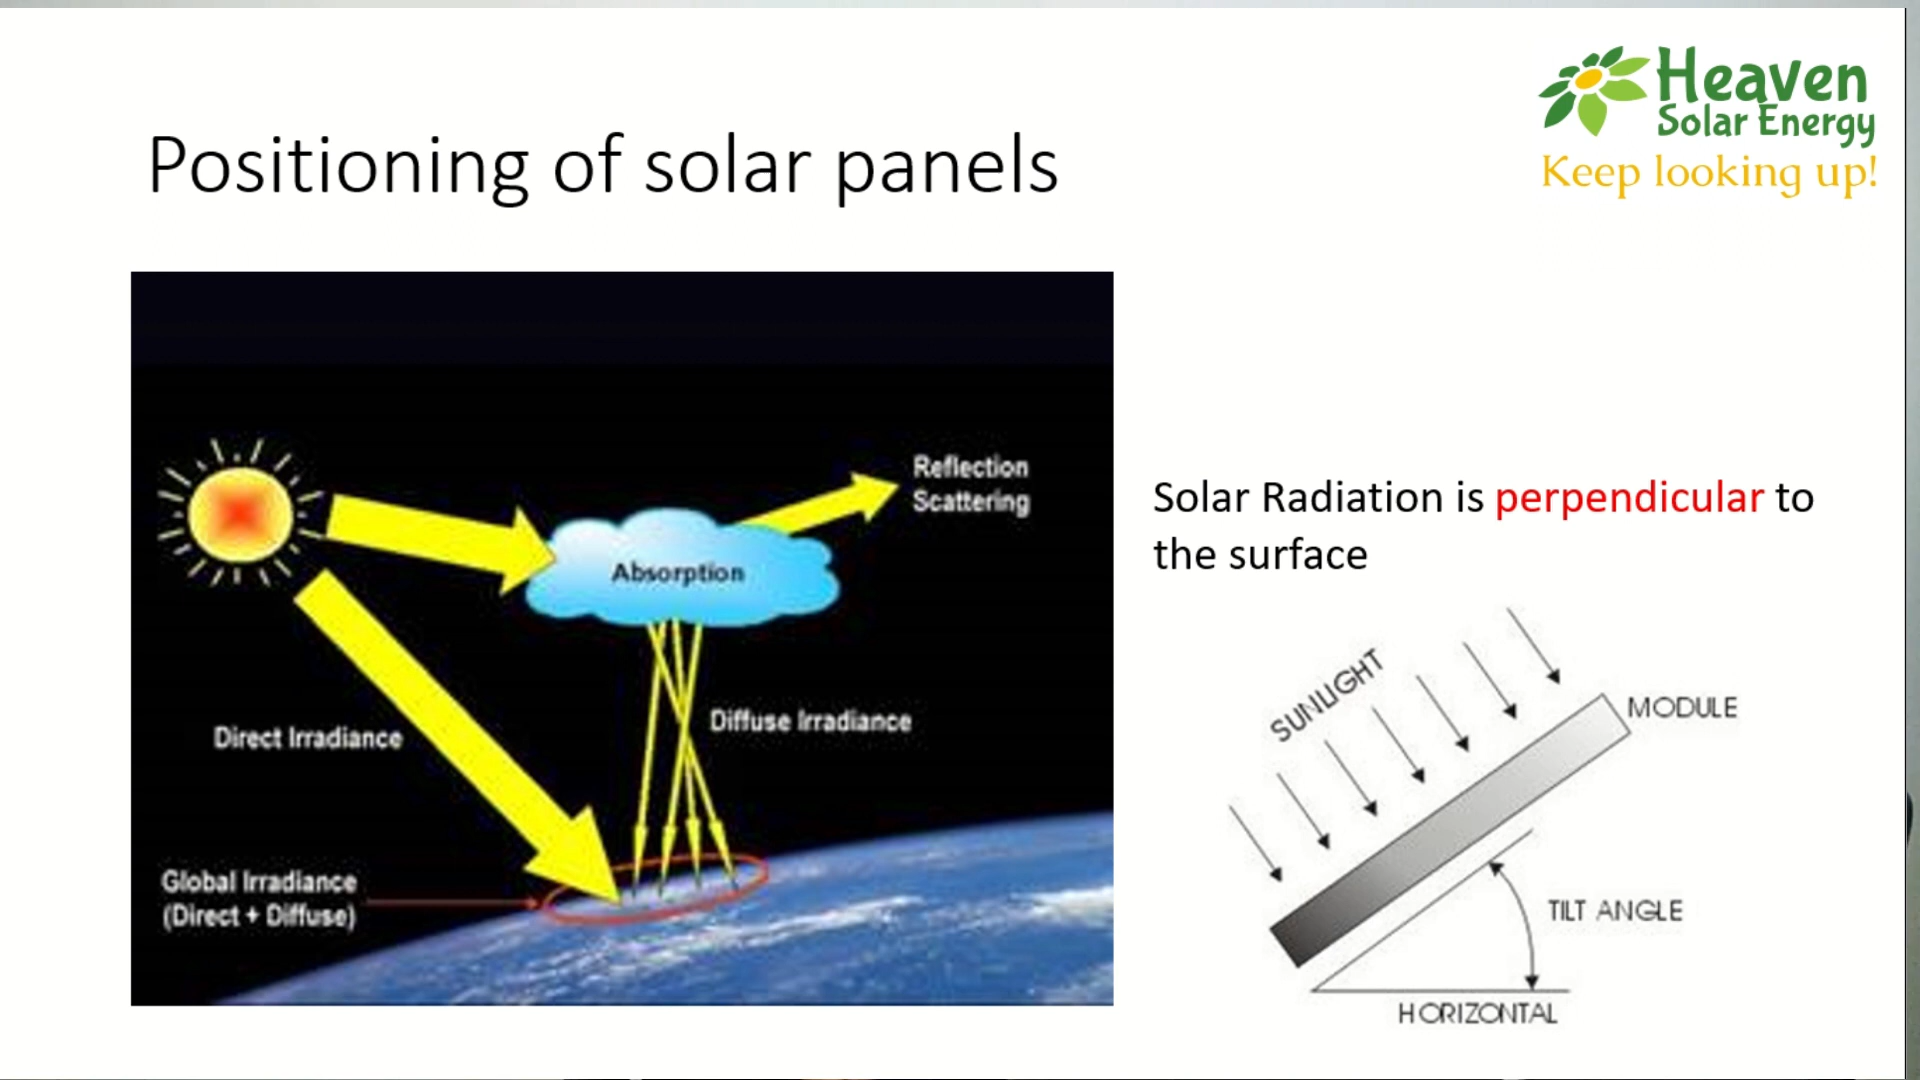 Heaven
Solar Energy
Keep looking up!
Positioning of solar panels
Reflection
Scattering
Absorption
Direct Irradiance
Diffuse Irradiance
Global Irradiance
(Direct + Diffuse)
Solar Radiation is perpendicular to
the surface
SUNLIGHT
MODULE
TILT ANGLE
HORIZONTAL